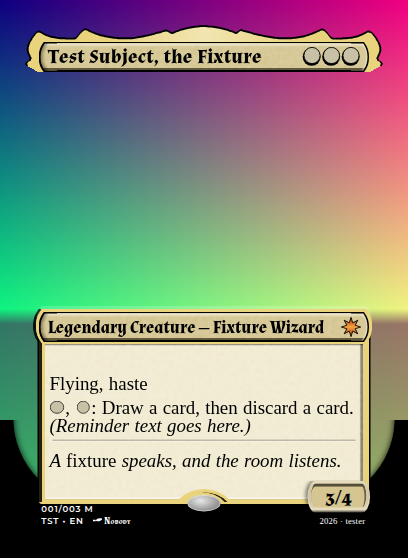 Test Subject, the Fixture
Legendary Creature – Fixture Wizard
Flying, haste
, : Draw a card, then discard a card.
(Reminder text goes here.)
A fixture speaks, and the room listens.
3/4
001/003 M
TST • EN Nobody
2026 · tester